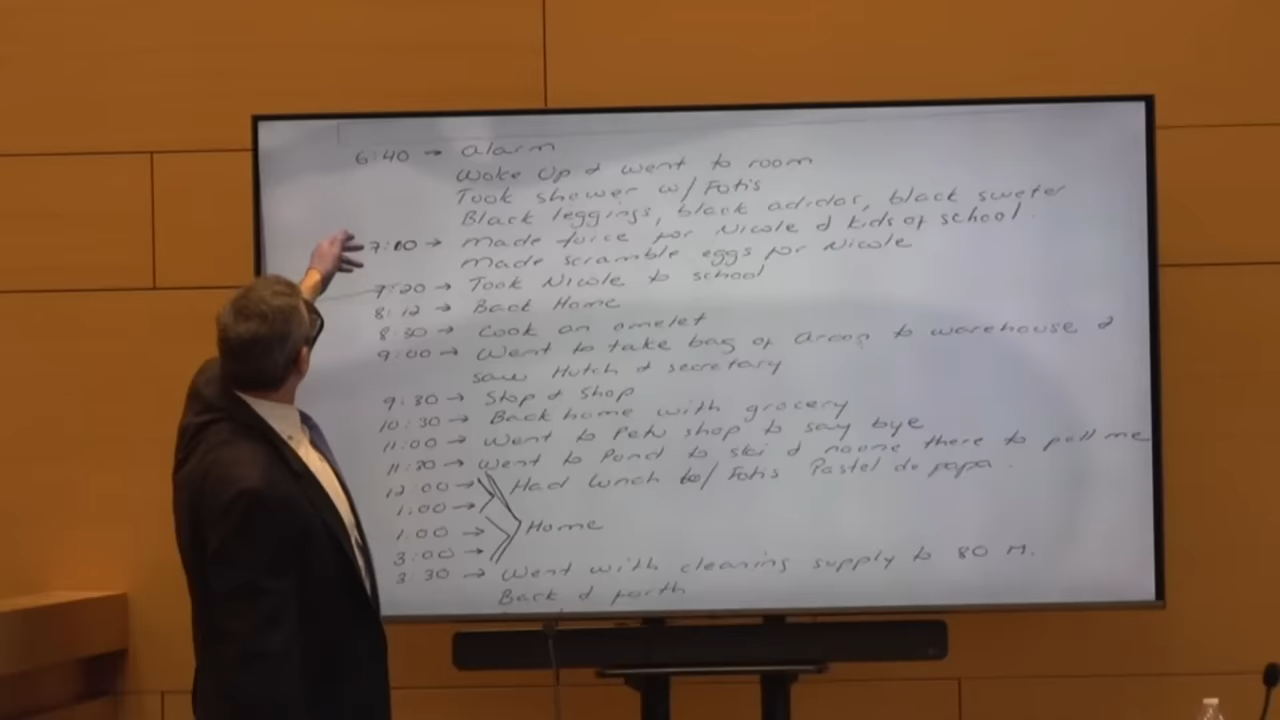 6:40 → alarm
Woke Up & went to room
Took shower w/ Fotis
Black leggings, black adidas, black sweter
7:00 → made juice for Nicole & kids of school.
made scramble eggs for Nicole
7:20 → Took Nicole to school
8:12 → Back Home
8:30 → Cook an omelet
9:00 → Went to take bag of to warehouse &
saw Hutch & secretary
9:30 → Stop & Shop
10:30 → Back home with grocery
11:00 → Went to Petu shop to say bye
11:30 → Went to Pond to ski & noone there to pull me
12:00 → Had lunch w/ Fotis Pastel de papa.
1:00 →
1:00 → Home
3:00 →
3:30 → Went with cleaning supply to 80 M.
Back & forth